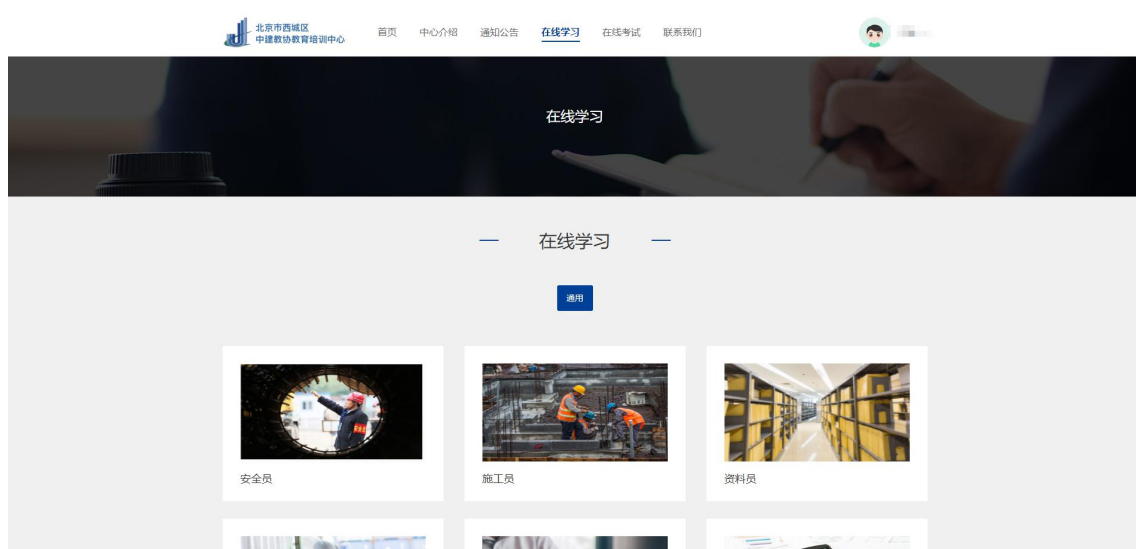 北京市西城区
中建教协教育培训中心
首页 中心介绍 通知公告 在线学习 在线考试 联系我们
在线学习
在线学习
通用
安全员 施工员 资料员